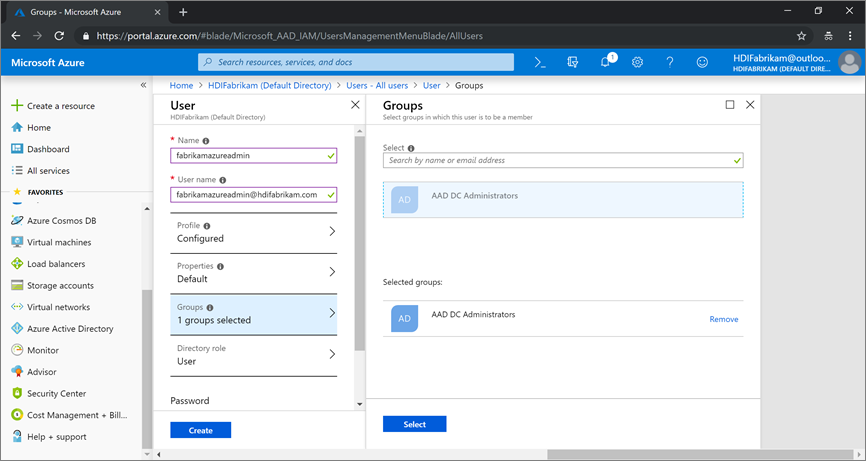 Groups - Microsoft Azure
https://portal.azure.com/#blade/Microsoft_AAD_IAM/UsersManagementMenuBlade/AllUsers
Microsoft Azure
Search resources, services, and docs
1
HDIFabrikam@outloo...
HDIFABRIKAM (DEFAULT DIRE...
Home > HDIFabrikam (Default Directory) > Users - All users > User > Groups
Create a resource
Home
Dashboard
All services
FAVORITES
Azure Cosmos DB
Virtual machines
Load balancers
Storage accounts
Virtual networks
Azure Active Directory
Monitor
Advisor
Security Center
Cost Management + Bill...
Help + support
User
HDIFabrikam (Default Directory)
* Name
fabrikamazureadmin
* User name
fabrikamazureadmin@hdifabrikam.com
Profile
Configured
Properties
Default
Groups
1 groups selected
Directory role
User
Password
Create
Groups
Select groups in which this user is to be a member
Select
Search by name or email address
AD
AAD DC Administrators
Selected groups:
AD
AAD DC Administrators
Remove
Select